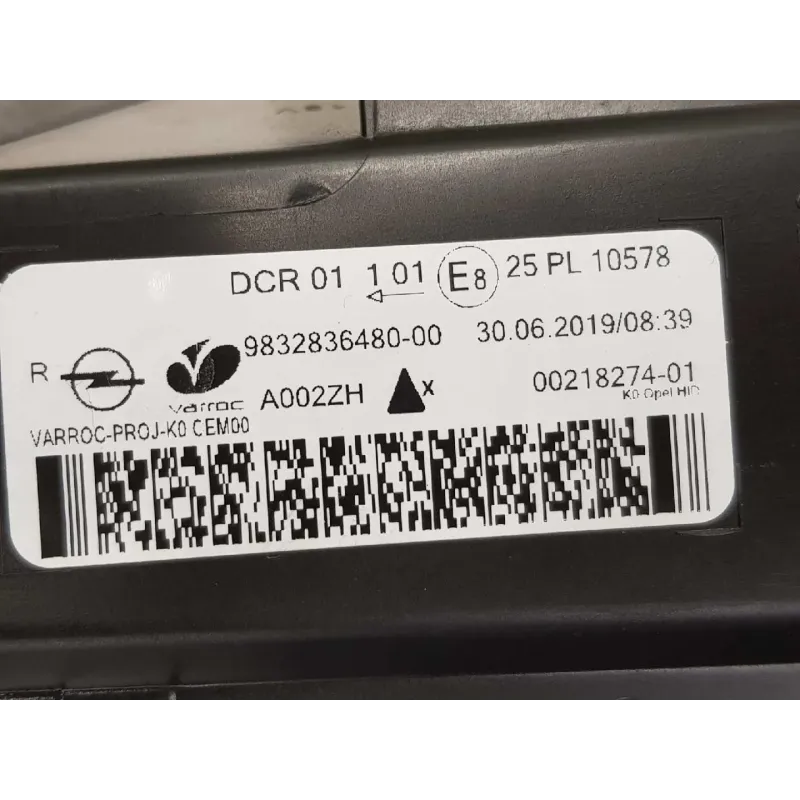 DCR 01 1 01 E8 25 PL 10578
9832836480-00 30.06.2019/08:39
R varroc A002ZH X 00218274-01
K0 Opel HID
VARROC-PROJ-K0 CEM00